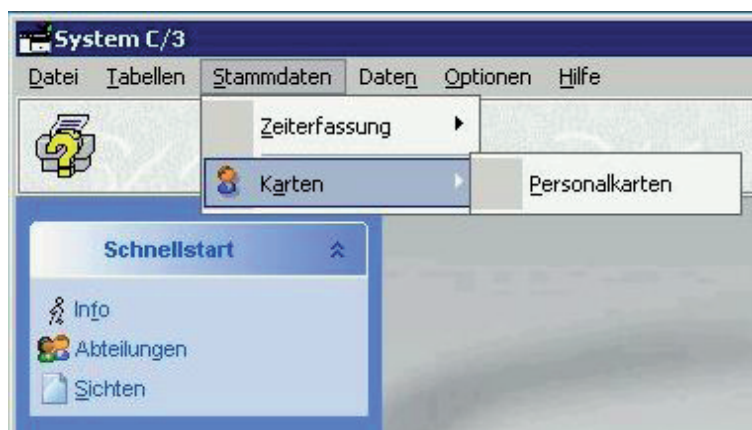 System C/3
Datei Tabellen Stammdaten Daten Optionen Hilfe
Zeiterfassung
Karten Personalkarten
Schnellstart
Info
Abteilungen
Sichten